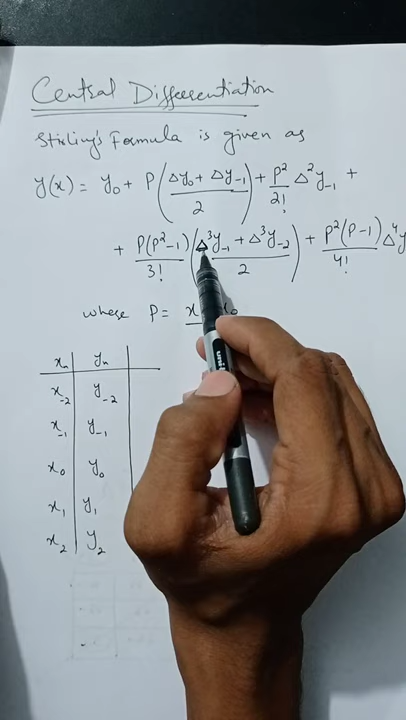 Central Differentiation
Stirling's Formula is given as
y(x) = y₀ + P (Δy₀ + Δy₋₁ / 2) + P²/2! Δ²y₋₁ +
+ P(P²-1)/3! (Δ³y₋₁ + Δ³y₋₂ / 2) + P²(P-1)/4! Δ⁴y
where P = x
xₙ yₙ
x₋₂ y₋₂
x₋₁ y₋₁
x₀ y₀
x₁ y₁
x₂ y₂
uni